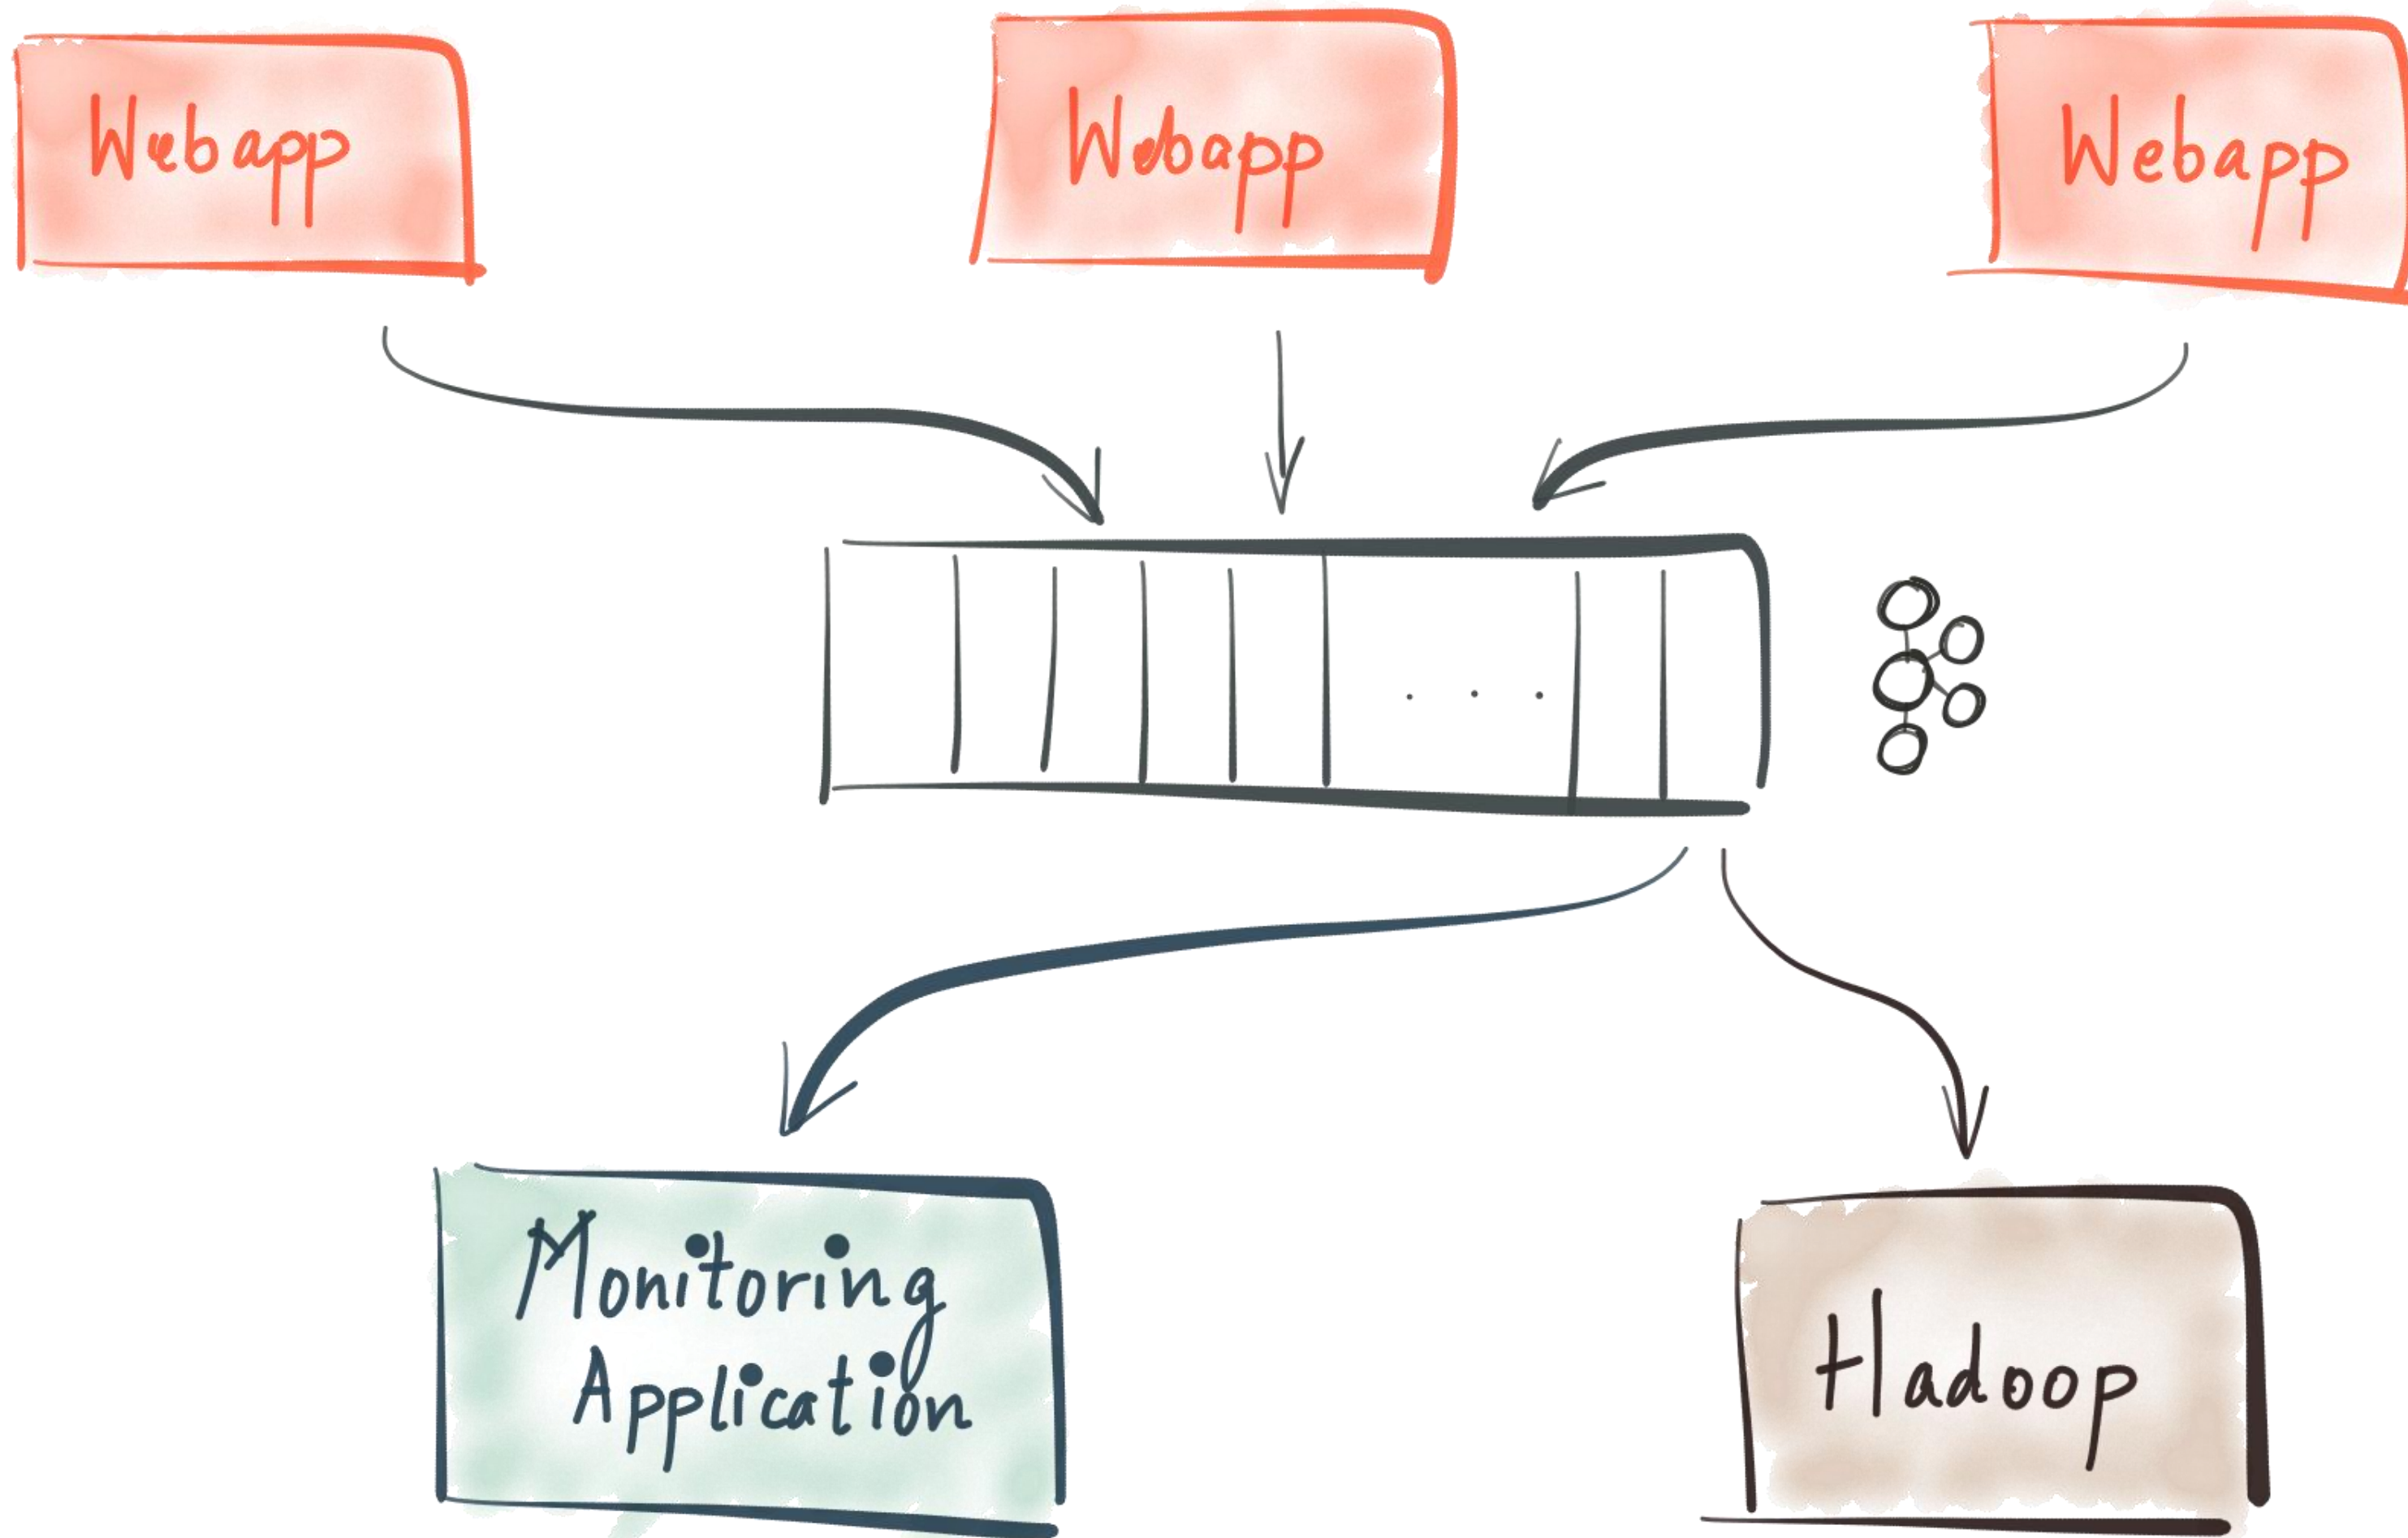 Webapp
Webapp
Webapp
. . .
Monitoring
Application
Hadoop